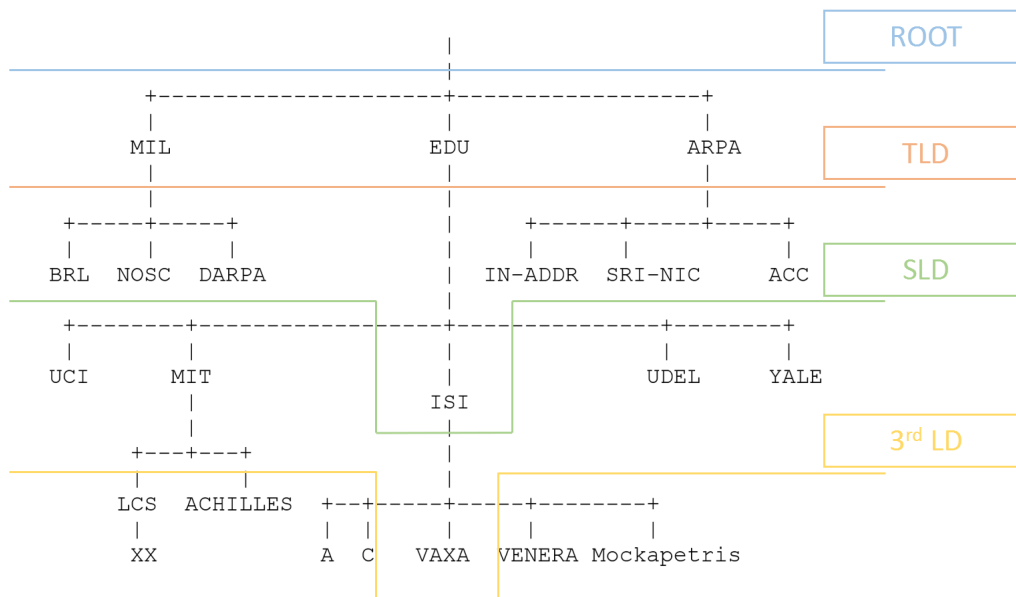 ROOT
MIL EDU ARPA
TLD
BRL NOSC DARPA IN-ADDR SRI-NIC ACC
SLD
UCI MIT UDEL YALE
ISI
3rd LD
LCS ACHILLES
XX A C VAXA VENERA Mockapetris